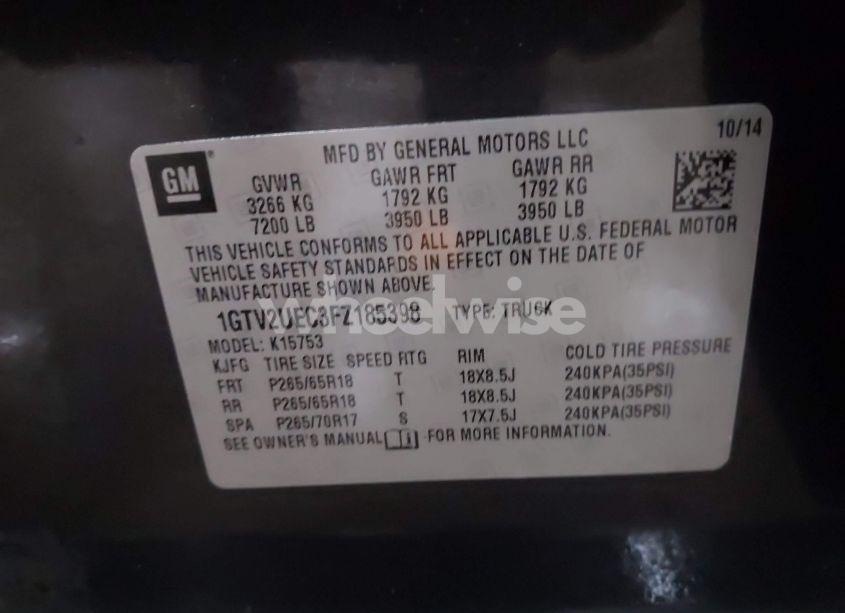 10/14
MFD BY GENERAL MOTORS LLC
GM®
GVWR GAWR FRT GAWR RR
3266 KG 1792 KG 1792 KG
7200 LB 3950 LB 3950 LB
THIS VEHICLE CONFORMS TO ALL APPLICABLE U.S. FEDERAL MOTOR
VEHICLE SAFETY STANDARDS IN EFFECT ON THE DATE OF
MANUFACTURE SHOWN ABOVE.
wheelwise
1GTV2UEC3FZ185398 TYPE: TRUCK
MODEL: K15753
KJFG TIRE SIZE SPEED RTG RIM COLD TIRE PRESSURE
FRT P265/65R18 T 18X8.5J 240KPA(35PSI)
RR P265/65R18 T 18X8.5J 240KPA(35PSI)
SPA P265/70R17 S 17X7.5J 240KPA(35PSI)
SEE OWNER'S MANUAL FOR MORE INFORMATION.